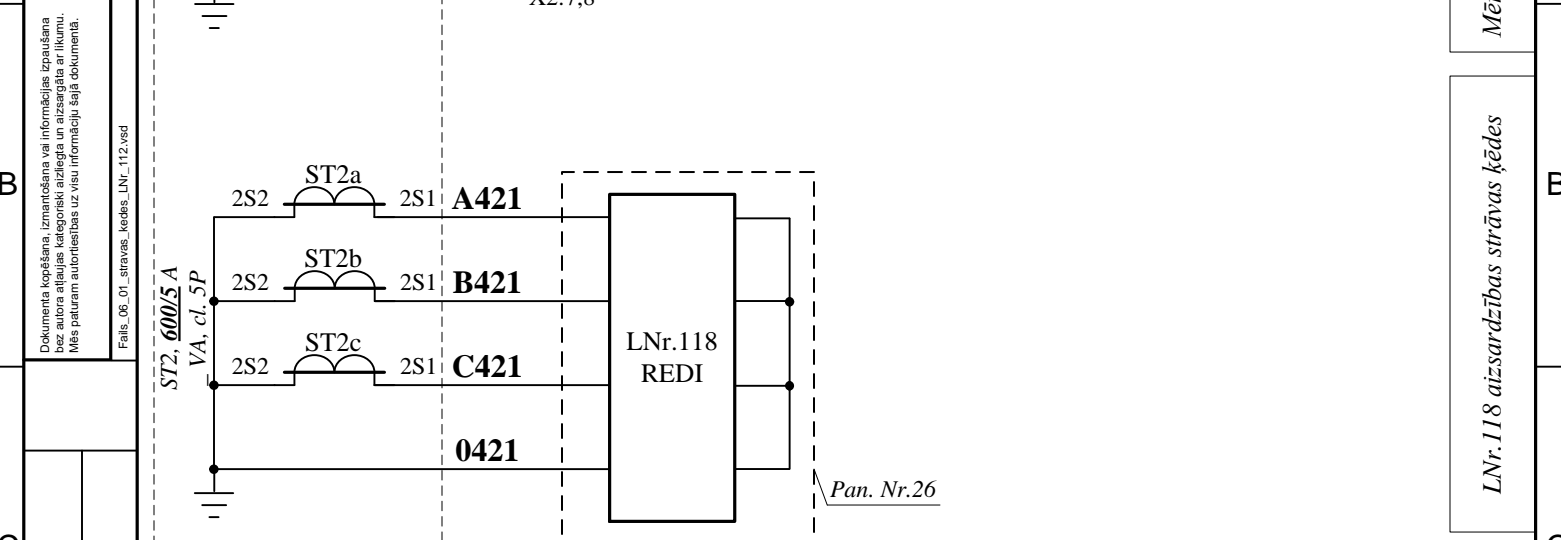 X2:7,8
Dokumenta kopēšana, izmantošana vai informācijas izpaušana
bez autora atļaujas kategoriski aizliegta un aizsargāta ar likumu.
Mēs paturam autortiesības uz visu informāciju šajā dokumentā.
Fails_06_01_stravas_kedes_LNr_112.vsd
B
B
ST2a
2S2
2S1
A421
ST2b
2S2
2S1
B421
ST2c
2S2
2S1
C421
0421
ST2, 600/5 A
_VA, cl. 5P
LNr.118
REDI
Pan. Nr.26
LNr.118 aizsardzības strāvas ķēdes